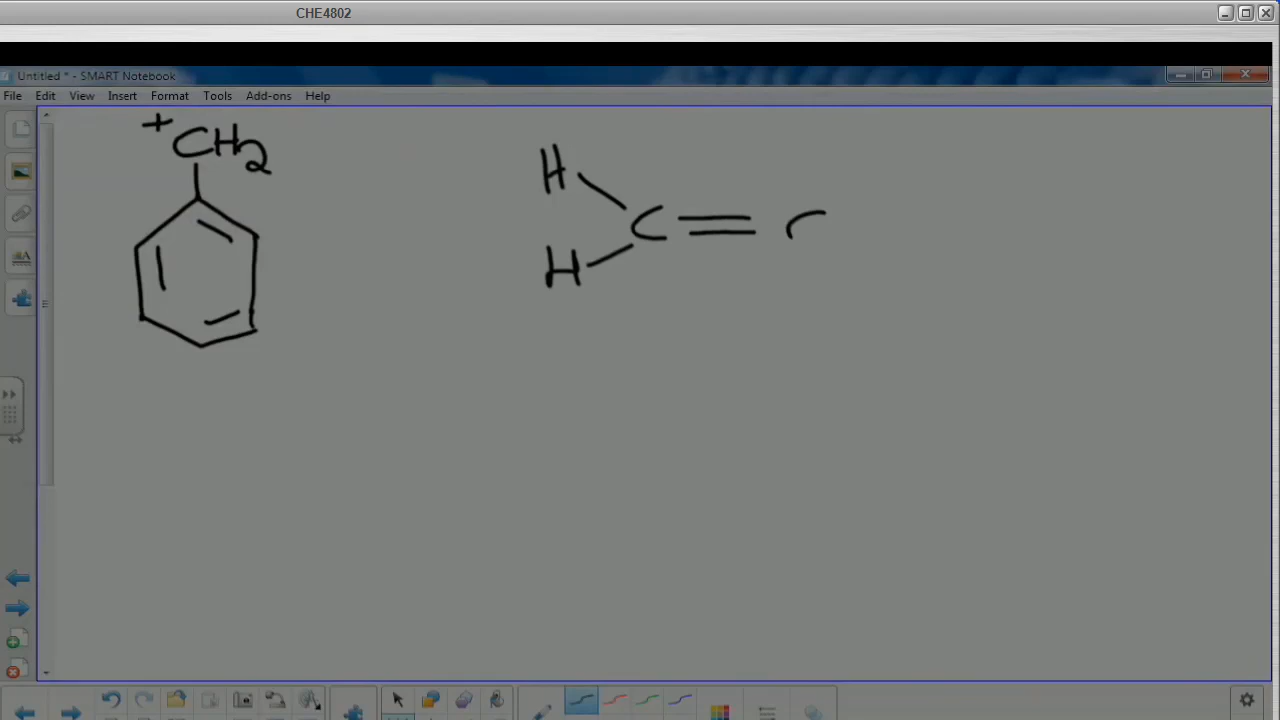 CHE4802
Untitled * - SMART Notebook
File Edit View Insert Format Tools Add-ons Help
+CH2
H
C
H